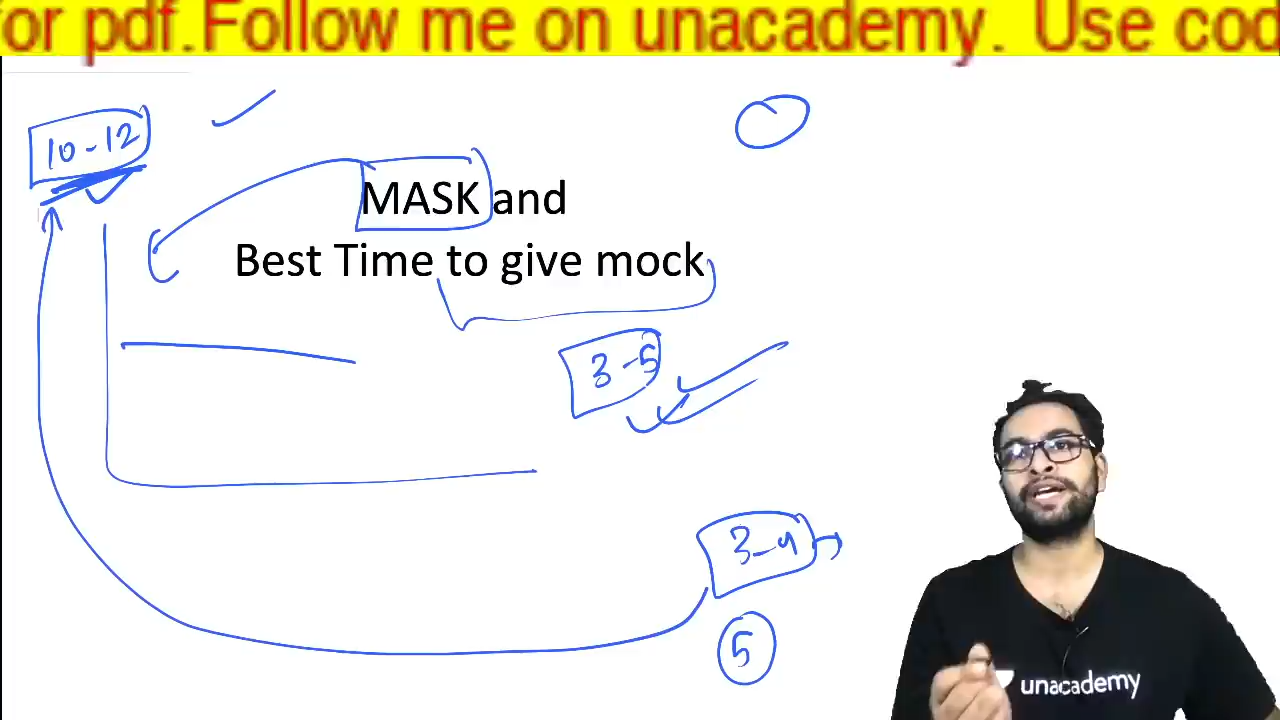 for pdf.Follow me on unacademy. Use cod
10-12
MASK and
Best Time to give mock
3-5
3-4
5
unacademy